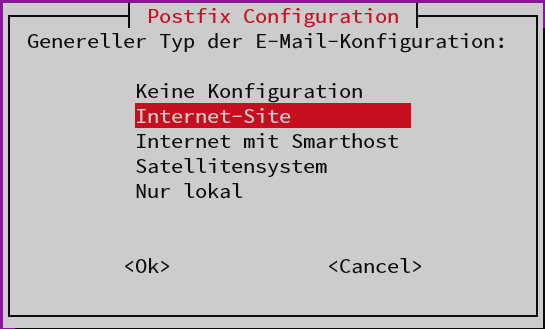 Postfix Configuration
Genereller Typ der E-Mail-Konfiguration:
Keine Konfiguration
Internet-Site
Internet mit Smarthost
Satellitensystem
Nur lokal
<Ok> <Cancel>